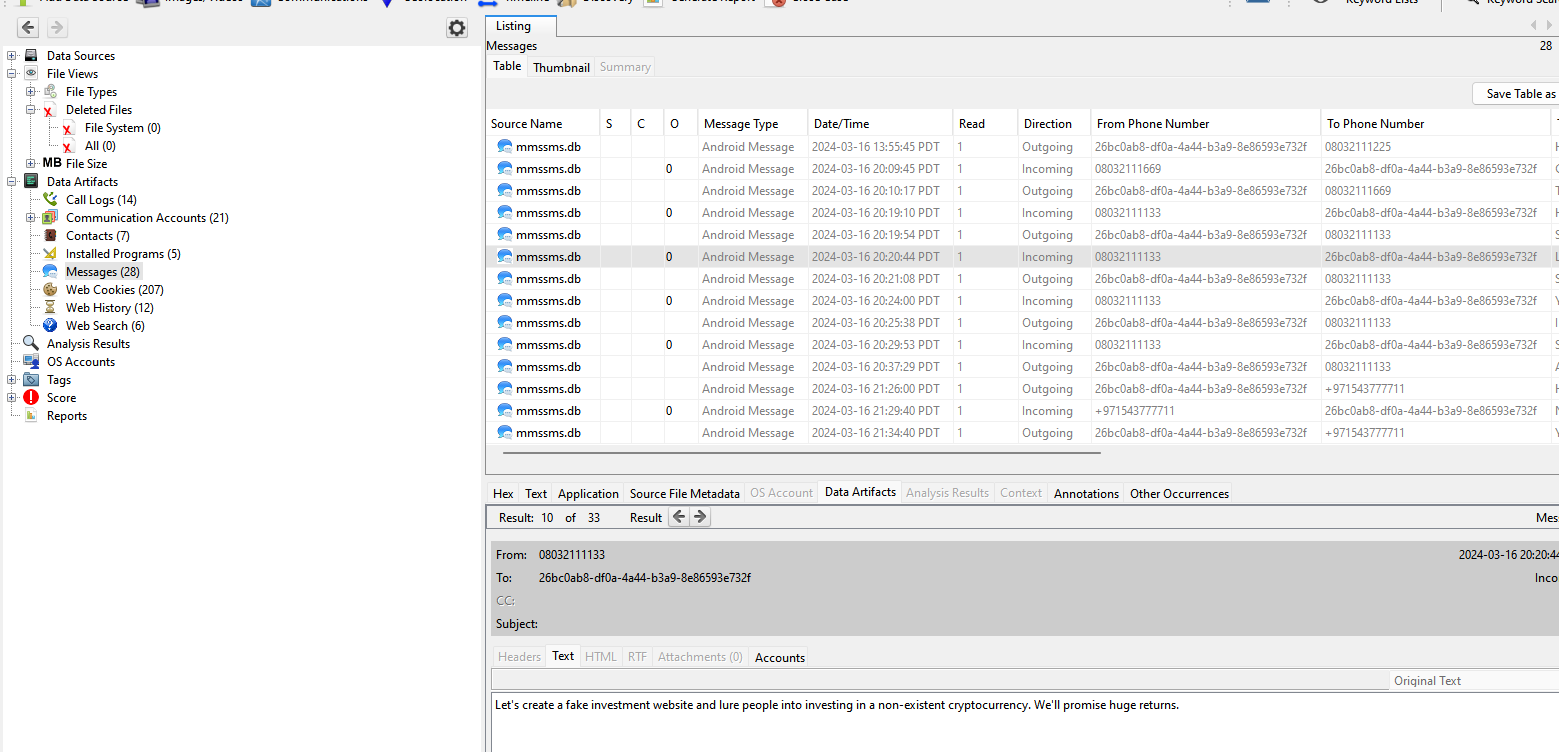 Add Data Source Images/Videos Communications Geolocation Timeline Discovery Generate Report Close Case Keyword Lists
Listing
Messages 28
Table Thumbnail Summary
Save Table as
Source Name S C O Message Type Date/Time Read Direction From Phone Number To Phone Number
mmssms.db Android Message 2024-03-16 13:55:45 PDT 1 Outgoing 26bc0ab8-df0a-4a44-b3a9-8e86593e732f 08032111225
mmssms.db 0 Android Message 2024-03-16 20:09:45 PDT 1 Incoming 08032111669 26bc0ab8-df0a-4a44-b3a9-8e86593e732f
mmssms.db Android Message 2024-03-16 20:10:17 PDT 1 Outgoing 26bc0ab8-df0a-4a44-b3a9-8e86593e732f 08032111669
mmssms.db 0 Android Message 2024-03-16 20:19:10 PDT 1 Incoming 08032111133 26bc0ab8-df0a-4a44-b3a9-8e86593e732f
mmssms.db Android Message 2024-03-16 20:19:54 PDT 1 Outgoing 26bc0ab8-df0a-4a44-b3a9-8e86593e732f 08032111133
mmssms.db 0 Android Message 2024-03-16 20:20:44 PDT 1 Incoming 08032111133 26bc0ab8-df0a-4a44-b3a9-8e86593e732f
mmssms.db Android Message 2024-03-16 20:21:08 PDT 1 Outgoing 26bc0ab8-df0a-4a44-b3a9-8e86593e732f 08032111133
mmssms.db 0 Android Message 2024-03-16 20:24:00 PDT 1 Incoming 08032111133 26bc0ab8-df0a-4a44-b3a9-8e86593e732f
mmssms.db Android Message 2024-03-16 20:25:38 PDT 1 Outgoing 26bc0ab8-df0a-4a44-b3a9-8e86593e732f 08032111133
mmssms.db 0 Android Message 2024-03-16 20:29:53 PDT 1 Incoming 08032111133 26bc0ab8-df0a-4a44-b3a9-8e86593e732f
mmssms.db Android Message 2024-03-16 20:37:29 PDT 1 Outgoing 26bc0ab8-df0a-4a44-b3a9-8e86593e732f 08032111133
mmssms.db Android Message 2024-03-16 21:26:00 PDT 1 Outgoing 26bc0ab8-df0a-4a44-b3a9-8e86593e732f +971543777711
mmssms.db 0 Android Message 2024-03-16 21:29:40 PDT 1 Incoming +971543777711 26bc0ab8-df0a-4a44-b3a9-8e86593e732f
mmssms.db Android Message 2024-03-16 21:34:40 PDT 1 Outgoing 26bc0ab8-df0a-4a44-b3a9-8e86593e732f +971543777711
Data Sources
File Views
File Types
Deleted Files
File System (0)
All (0)
MB File Size
Data Artifacts
Call Logs (14)
Communication Accounts (21)
Contacts (7)
Installed Programs (5)
Messages (28)
Web Cookies (207)
Web History (12)
Web Search (6)
Analysis Results
OS Accounts
Tags
Score
Reports
Hex Text Application Source File Metadata OS Account Data Artifacts Analysis Results Context Annotations Other Occurrences
Result: 10 of 33 Result
From: 08032111133 2024-03-16 20:20:44
To: 26bc0ab8-df0a-4a44-b3a9-8e86593e732f
CC:
Subject:
Headers Text HTML RTF Attachments (0) Accounts
Original Text
Let's create a fake investment website and lure people into investing in a non-existent cryptocurrency. We'll promise huge returns.